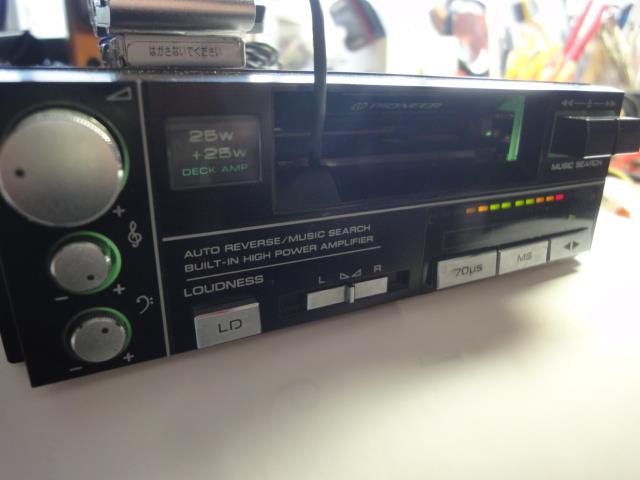 はがさないでください
PIONEER
25w
+25w
DECK AMP
MUSIC SEARCH
AUTO REVERSE/MUSIC SEARCH
BUILT-IN HIGH POWER AMPLIFIER
LOUDNESS
L R
LD
70μs
MS
+
- +
- +